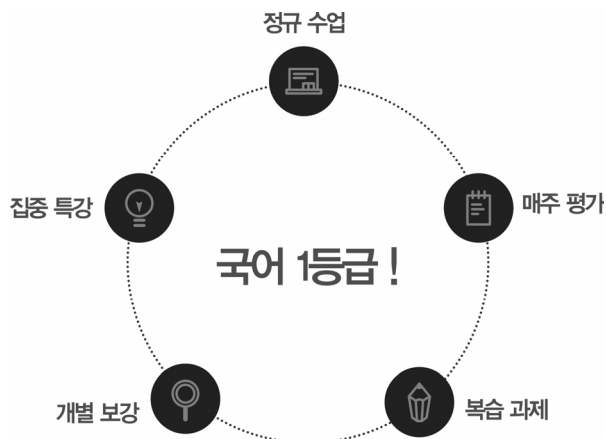 정규 수업
집중 특강
매주 평가
국어 1등급 !
개별 보강
복습 과제